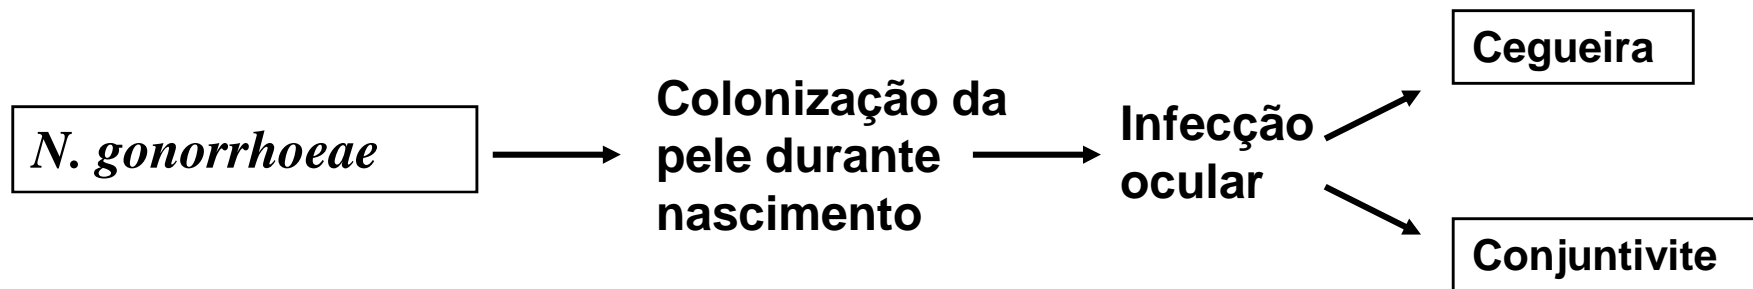 N. gonorrhoeae
Colonização da
pele durante
nascimento
Infecção
ocular
Cegueira
Conjuntivite